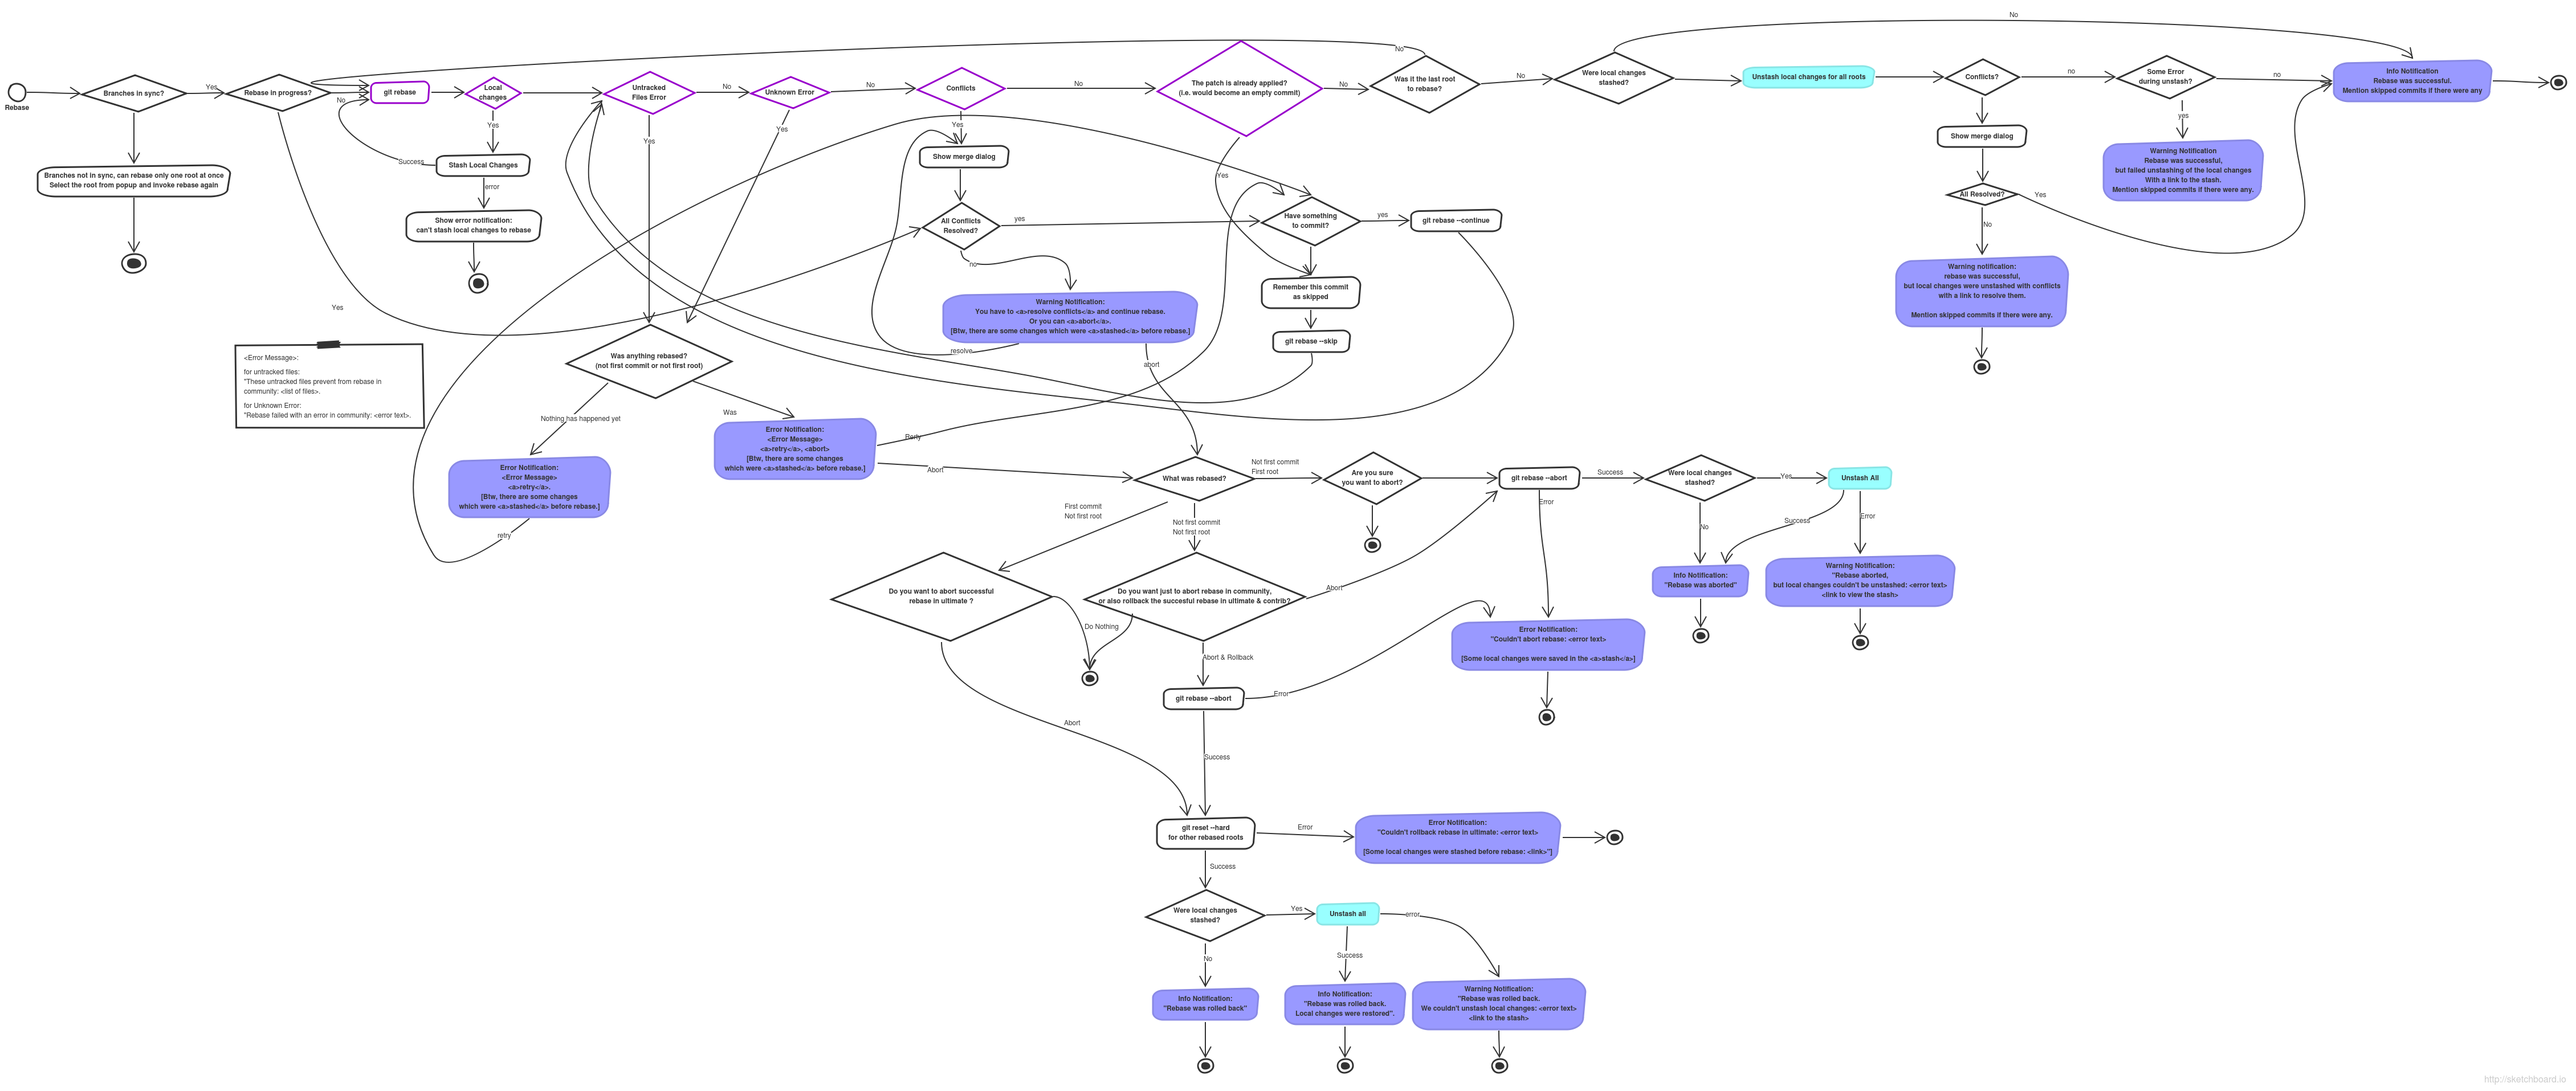 Rebase
Branches in sync?
Yes
Branches not in sync, can rebase only one root at once
Select the root from popup and invoke rebase again
Rebase in progress?
No
Yes
git rebase
Local
changes
Yes
Success
Stash Local Changes
error
Show error notification:
can't stash local changes to rebase
Untracked
Files Error
No
Yes
Unknown Error
No
Yes
Conflicts
No
Yes
Show merge dialog
All Conflicts
Resolved?
yes
no
Warning Notification:
You have to <a>resolve conflicts</a> and continue rebase.
Or you can <a>abort</a>.
[Btw, there are some changes which were <a>stashed</a> before rebase.]
resolve
abort
The patch is already applied?
(i.e. would become an empty commit)
No
Yes
Have something
to commit?
yes
git rebase --continue
Remember this commit
as skipped
git rebase --skip
Was it the last root
to rebase?
No
No
Were local changes
stashed?
No
Unstash local changes for all roots
Conflicts?
no
Show merge dialog
All Resolved?
Yes
No
Warning notification:
rebase was successful,
but local changes were unstashed with conflicts
with a link to resolve them.
Mention skipped commits if there were any.
Some Error
during unstash?
no
yes
Warning Notification
Rebase was successful,
but failed unstashing of the local changes
With a link to the stash.
Mention skipped commits if there were any.
Info Notification
Rebase was successful.
Mention skipped commits if there were any
<Error Message>:
for untracked files:
"These untracked files prevent from rebase in
community: <list of files>.
for Unknown Error:
"Rebase failed with an error in community: <error text>.
Was anything rebased?
(not first commit or not first root)
Nothing has happened yet
Was
Error Notification:
<Error Message>
<a>retry</a>.
[Btw, there are some changes
which were <a>stashed</a> before rebase.]
retry
Error Notification:
<Error Message>
<a>retry</a>, <abort>
[Btw, there are some changes
which were <a>stashed</a> before rebase.]
Abort
What was rebased?
Not first commit
First root
First commit
Not first root
Not first commit
Not first root
Are you sure
you want to abort?
git rebase --abort
Success
Error
Were local changes
stashed?
Yes
No
Unstash All
Success
Error
Info Notification:
"Rebase was aborted"
Warning Notification:
"Rebase aborted,
but local changes couldn't be unstashed: <error text>
<link to view the stash>
Do you want to abort successful
rebase in ultimate ?
Do Nothing
Abort
Do you want just to abort rebase in community,
or also rollback the succesful rebase in ultimate & contrib?
Abort
Abort & Rollback
git rebase --abort
Error
Success
Error Notification:
"Couldn't abort rebase: <error text>
[Some local changes were saved in the <a>stash</a>]
git reset --hard
for other rebased roots
Error
Success
Error Notification:
"Couldn't rollback rebase in ultimate: <error text>
[Some local changes were stashed before rebase: <link>"]
Were local changes
stashed?
Yes
No
Unstash all
error
Success
Info Notification:
"Rebase was rolled back"
Info Notification:
"Rebase was rolled back.
Local changes were restored".
Warning Notification:
"Rebase was rolled back.
We couldn't unstash local changes: <error text>
<link to the stash>
http://sketchboard.io